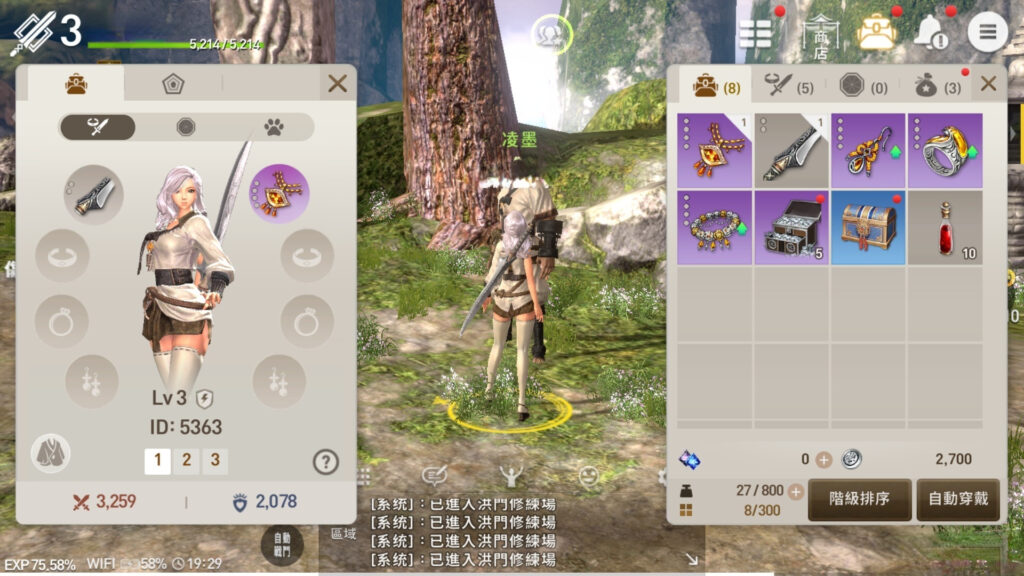 3
5,214/5,214
商店
(8)
(5)
(0)
(3)
凌墨
1
1
5
10
Lv 3
ID: 5363
1 2 3
3,259
2,078
0
2,700
27/800
8/300
階級排序
自動穿戴
自動戰鬥
區域
[系统]：已進入洪門修練場
[系统]：已進入洪門修練場
[系统]：已進入洪門修練場
[系统]：已進入洪門修練場
EXP 75.58% WIFI 58% 19:29